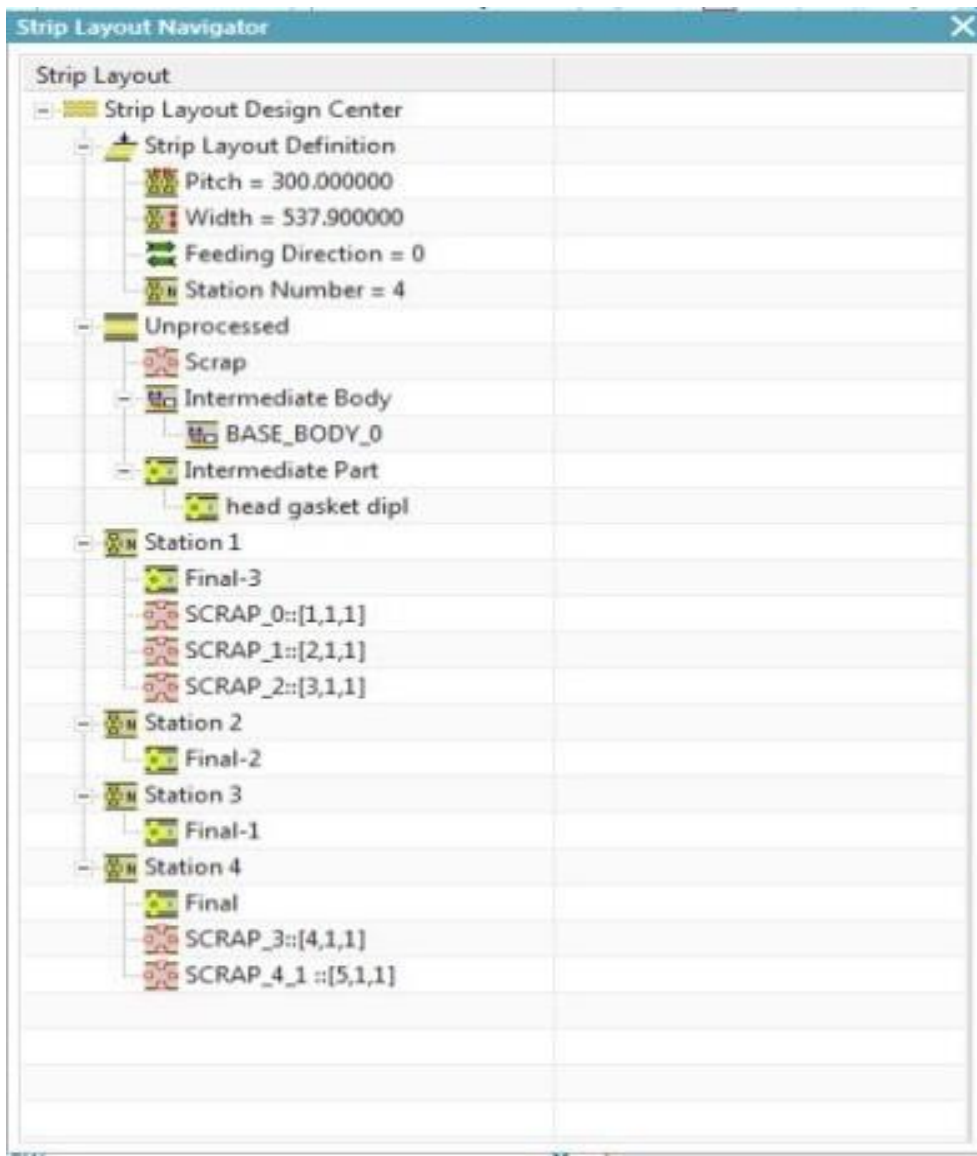 Strip Layout Navigator
Strip Layout
Strip Layout Design Center
Strip Layout Definition
Pitch = 300.000000
Width = 537.900000
Feeding Direction = 0
Station Number = 4
Unprocessed
Scrap
Intermediate Body
BASE_BODY_0
Intermediate Part
head gasket dipl
Station 1
Final-3
SCRAP_0::[1,1,1]
SCRAP_1::[2,1,1]
SCRAP_2::[3,1,1]
Station 2
Final-2
Station 3
Final-1
Station 4
Final
SCRAP_3::[4,1,1]
SCRAP_4_1 ::[5,1,1]